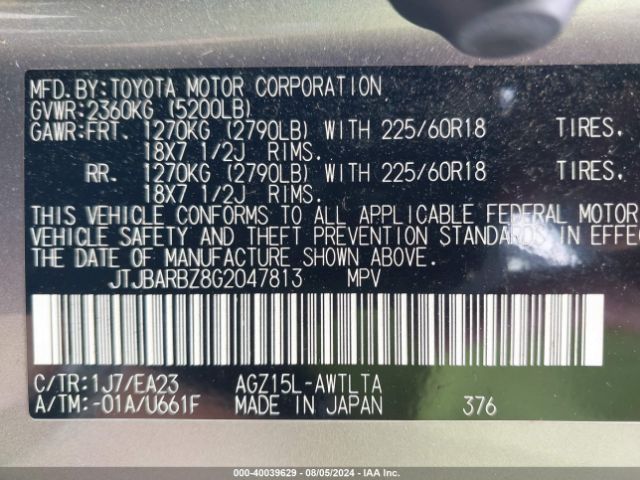 MFD. BY: TOYOTA MOTOR CORPORATION
GVWR: 2360KG (5200LB)
GAWR: FRT. 1270KG (2790LB) WITH 225/60R18 TIRES,
18X7 1/2J RIMS.
RR. 1270KG (2790LB) WITH 225/60R18 TIRES,
18X7 1/2J RIMS.
THIS VEHICLE CONFORMS TO ALL APPLICABLE FEDERAL MOTOR
VEHICLE SAFETY AND THEFT PREVENTION STANDARDS IN EFFEC
THE DATE OF MANUFACTURE SHOWN ABOVE.
JTJBARBZ8G2047813 MPV
C/TR: 1J7/EA23 AGZ15L-AWTLTA
A/TM: -01A/U661F MADE IN JAPAN 376
000-40039629 - 08/05/2024 - IAA Inc.